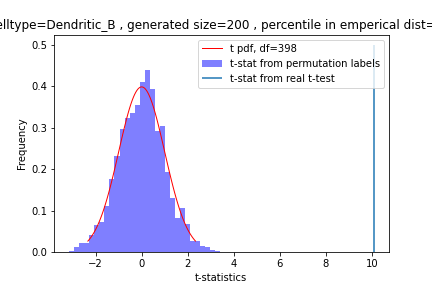 elltype=Dendritic_B , generated size=200 , percentile in emperical dist=
0.5
0.4
0.3
0.2
0.1
0.0
Frequency
t pdf, df=398
t-stat from permutation labels
t-stat from real t-test
−2
0
2
4
6
8
10
t-statistics